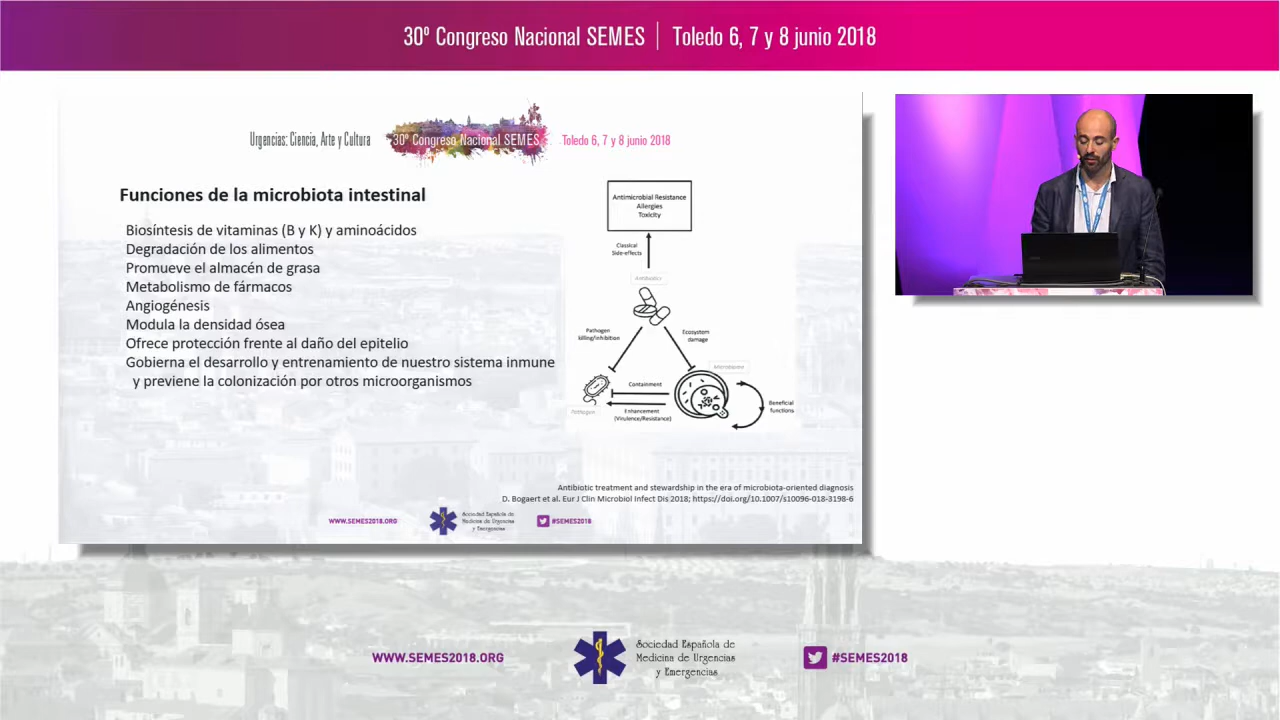 30º Congreso Nacional SEMES | Toledo 6, 7 y 8 junio 2018
Urgencias: Ciencia, Arte y Cultura
30º Congreso Nacional SEMES
Toledo 6, 7 y 8 junio 2018
Funciones de la microbiota intestinal
Biosíntesis de vitaminas (B y K) y aminoácidos
Degradación de los alimentos
Promueve el almacén de grasa
Metabolismo de fármacos
Angiogénesis
Modula la densidad ósea
Ofrece protección frente al daño del epitelio
Gobierna el desarrollo y entrenamiento de nuestro sistema inmune
y previene la colonización por otros microorganismos
Antimicrobial Resistance
Allergies
Toxicity
Classical
Side-effects
Antibiotics
Pathogen
killing/inhibition
Ecosystem
damage
Microbiome
Containment
Enhancement
(Virulence/Resistance)
Pathogen
Beneficial
functions
Antibiotic treatment and stewardship in the era of microbiota-oriented diagnosis
D. Bogaert et al. Eur J Clin Microbiol Infect Dis 2018; https://doi.org/10.1007/s10096-018-3198-6
WWW.SEMES2018.ORG
Sociedad Española de
Medicina de Urgencias
y Emergencias
#SEMES2018
WWW.SEMES2018.ORG
Sociedad Española de
Medicina de Urgencias
y Emergencias
#SEMES2018